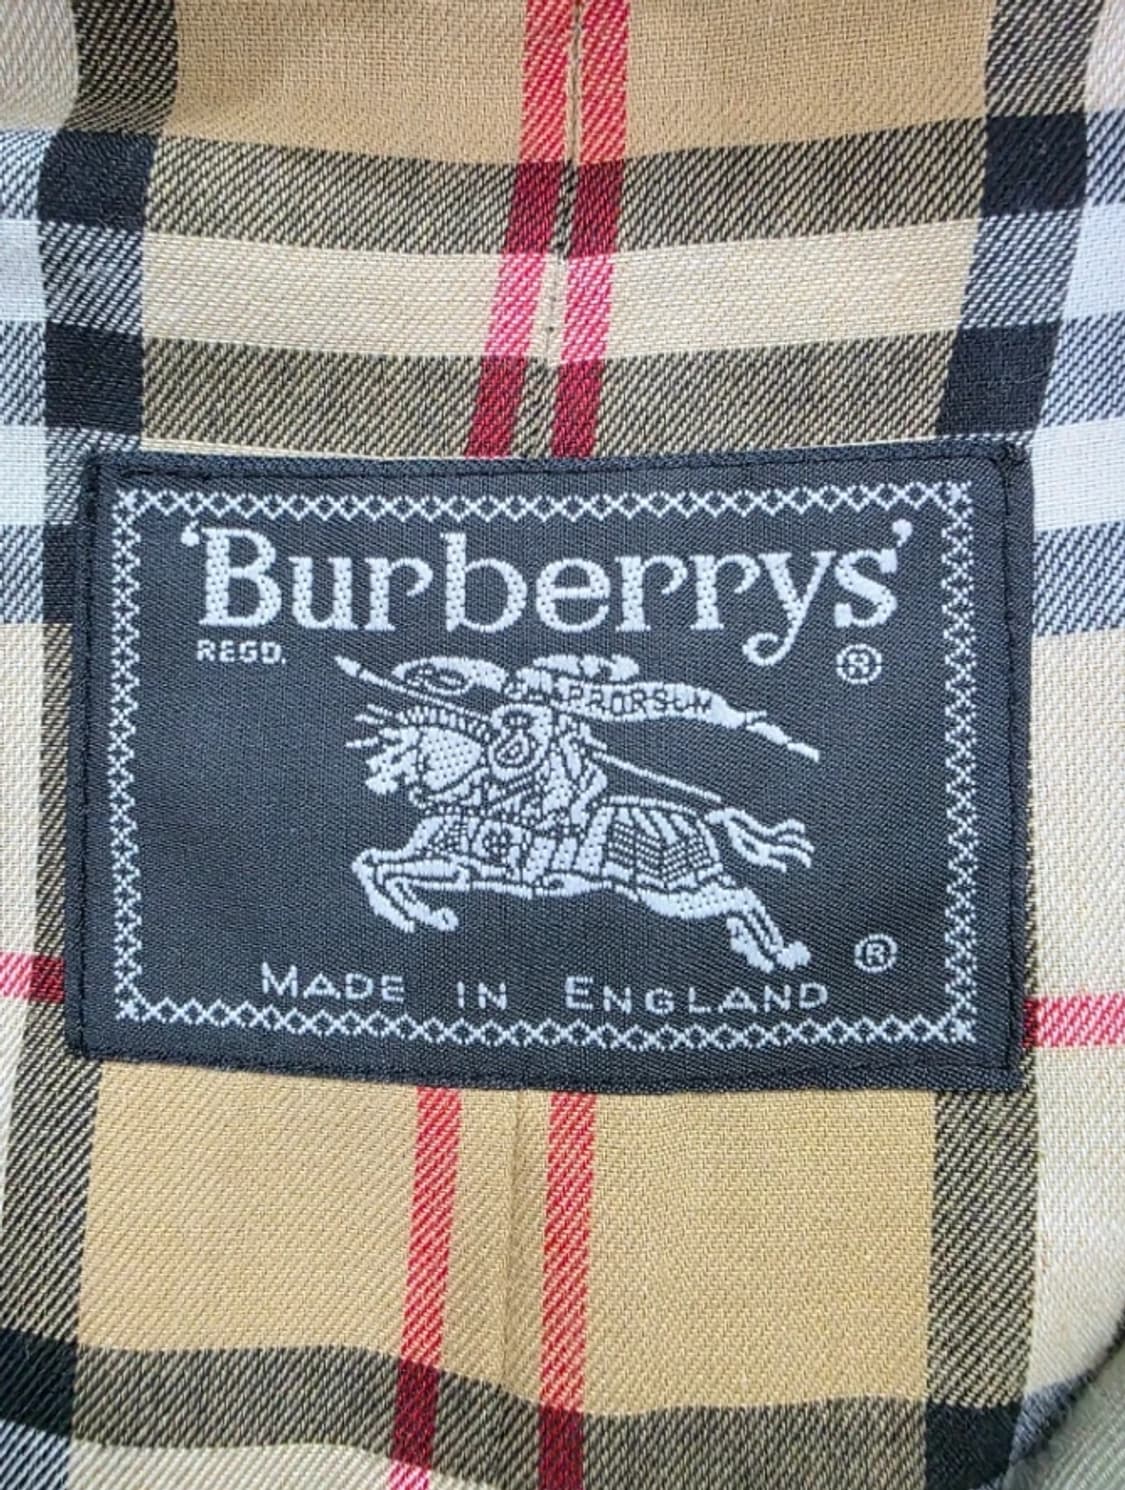 ‘Burberrys’
REGD. ®
PRORSUM
®
MADE IN ENGLAND